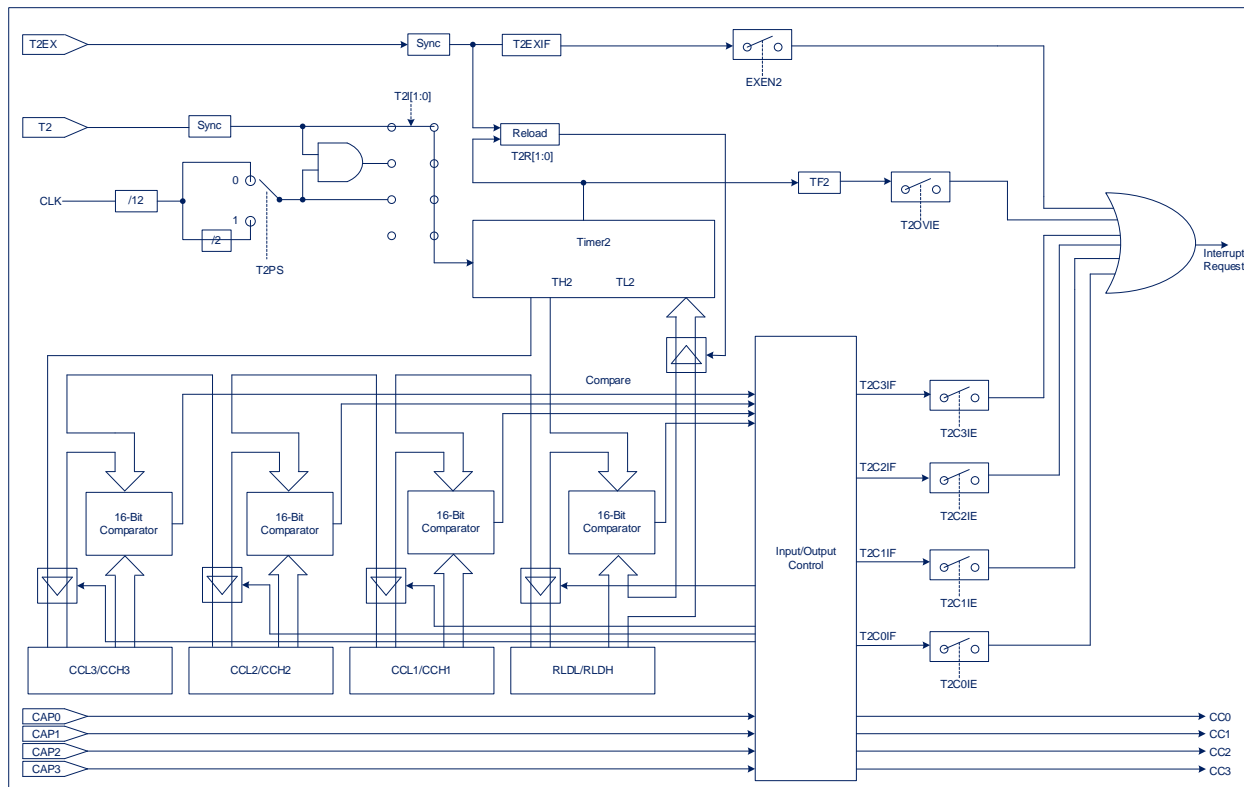 T2EX
Sync
T2EXIF
EXEN2
T2I[1:0]
T2
Sync
Reload
T2R[1:0]
0
CLK
/12
1
/2
T2PS
TF2
T2OVIE
Timer2
TH2 TL2
Interrupt
Request
Compare
T2C3IF
T2C3IE
16-Bit
Comparator
16-Bit
Comparator
16-Bit
Comparator
16-Bit
Comparator
T2C2IF
T2C2IE
Input/Output
Control
T2C1IF
T2C1IE
T2C0IF
T2C0IE
CCL3/CCH3
CCL2/CCH2
CCL1/CCH1
RLDL/RLDH
CAP0
CC0
CAP1
CC1
CAP2
CC2
CAP3
CC3